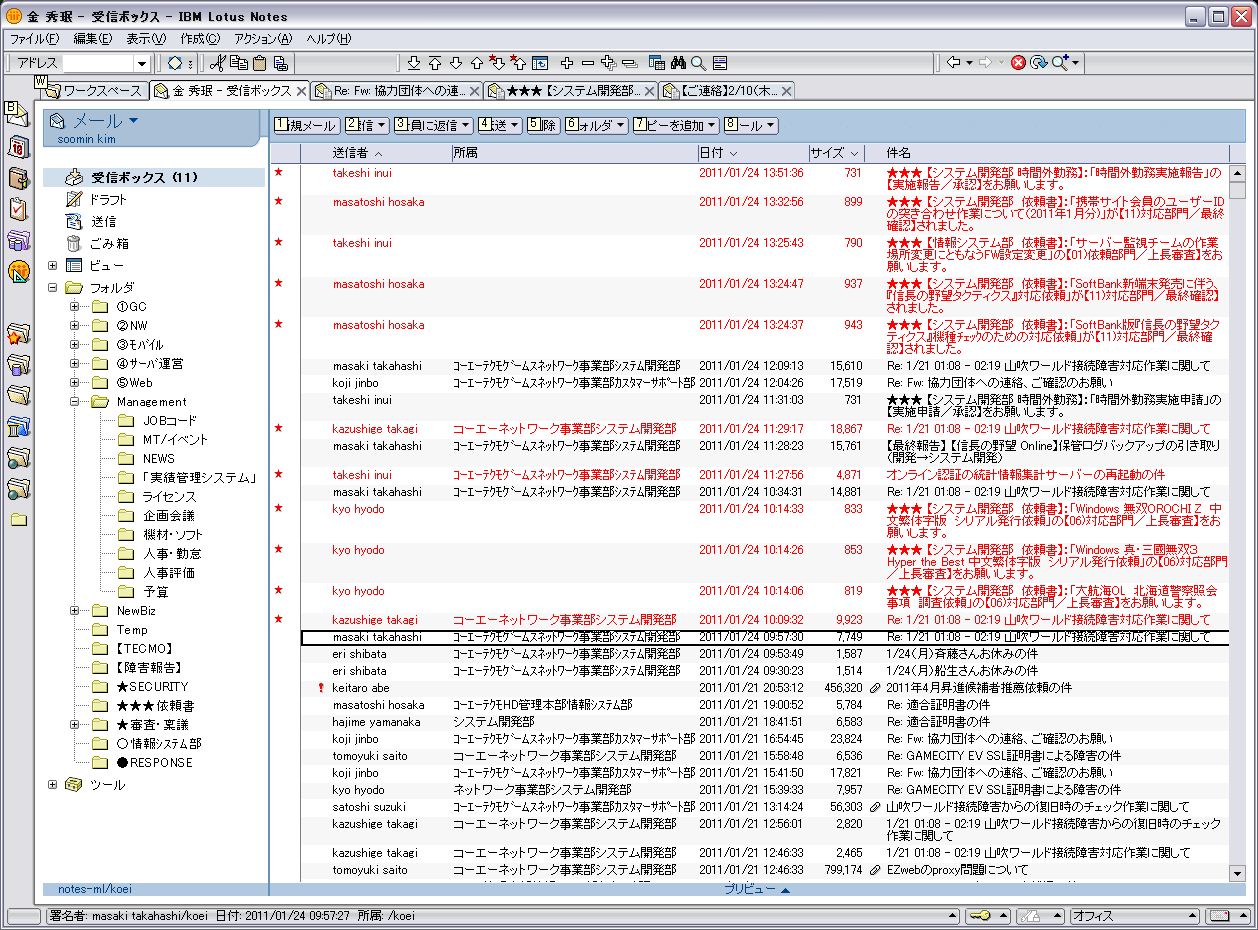 金 秀珉 - 受信ボックス - IBM Lotus Notes
ファイル(F) 編集(E) 表示(V) 作成(C) アクション(A) ヘルプ(H)
アドレス
W ワークスペース 金 秀珉 - 受信ボックス Re: Fw: 協力団体への連... ★★★ 【システム開発部... 【ご連絡】2/10(木...
メール
soomin kim
受信ボックス (11)
ドラフト
送信
ごみ箱
ビュー
フォルダ
①GC
②NW
③モバイル
④サーバ運営
⑤Web
Management
JOBコード
MT/イベント
NEWS
「実績管理システム」
ライセンス
企画会議
機材・ソフト
人事・勤怠
人事評価
予算
NewBiz
Temp
【TECMO】
【障害報告】
★SECURITY
★★★依頼書
★審査・稟議
○情報システム部
●RESPONSE
ツール
notes-ml/koei
1 規メール 2 信 3 員に返信 4 送 5 除 6 ォルダ 7 ピーを追加 8 ール
送信者 所属 日付 サイズ 件名
★ takeshi inui 2011/01/24 13:51:36 731 ★★★ 【システム開発部 時間外勤務】:「時間外勤務実施報告」の
【実施報告/承認】をお願いします。
★ masatoshi hosaka 2011/01/24 13:32:56 899 ★★★ 【システム開発部 依頼書】:「携帯サイト会員のユーザーID
の突き合わせ作業について(2011年1月分)」が【11)対応部門/最終
確認】されました。
★ takeshi inui 2011/01/24 13:25:43 790 ★★★ 【情報システム部 依頼書】:「サーバー監視チームの作業
場所変更にともなうFW設定変更」の【01)依頼部門/上長審査】をお
願いします。
★ masatoshi hosaka 2011/01/24 13:24:47 937 ★★★ 【システム開発部 依頼書】:「SoftBank新端末発売に伴う、
『信長の野望タクティクス』対応依頼」が【11)対応部門/最終確認】
されました。
★ masatoshi hosaka 2011/01/24 13:24:37 943 ★★★ 【システム開発部 依頼書】:「SoftBank版『信長の野望タク
ティクス』機種チェックのための対応依頼」が【11)対応部門/最終確
認】されました。
masaki takahashi コーエーテクモゲームスネットワーク事業部システム開発部 2011/01/24 12:09:13 15,610 Re: 1/21 01:08 - 02:19 山吹ワールド接続障害対応作業に関して
koji jinbo コーエーテクモゲームスネットワーク事業部カスタマーサポート部 2011/01/24 12:04:26 17,519 Re: Fw: 協力団体への連絡、ご確認のお願い
takeshi inui 2011/01/24 11:31:03 731 ★★★ 【システム開発部 時間外勤務】:「時間外勤務実施申請」の
【実施申請/承認】をお願いします。
★ kazushige takagi コーエーネットワーク事業部システム開発部 2011/01/24 11:29:17 18,867 Re: 1/21 01:08 - 02:19 山吹ワールド接続障害対応作業に関して
masaki takahashi コーエーテクモゲームスネットワーク事業部システム開発部 2011/01/24 11:28:23 15,761 【最終報告】【信長の野望 Online】保管ログバックアップの引き取り
(開発→システム開発)
★ takeshi inui コーエーネットワーク事業部システム開発部 2011/01/24 11:27:56 4,871 オンライン認証の統計情報集計サーバーの再起動の件
masaki takahashi コーエーテクモゲームスネットワーク事業部システム開発部 2011/01/24 10:34:31 14,881 Re: 1/21 01:08 - 02:19 山吹ワールド接続障害対応作業に関して
★ kyo hyodo 2011/01/24 10:14:33 833 ★★★ 【システム開発部 依頼書】:「Windows 無双OROCHI Z 中
文繁体字版 シリアル発行依頼」の【06)対応部門/上長審査】をお
願いします。
★ kyo hyodo 2011/01/24 10:14:26 853 ★★★ 【システム開発部 依頼書】:「Windows 真・三國無双3
Hyper the Best 中文繁体字版 シリアル発行依頼」の【06)対応部門
/上長審査】をお願いします。
★ kyo hyodo 2011/01/24 10:14:06 819 ★★★ 【システム開発部 依頼書】:「大航海OL 北海道警察照会
事項 調査依頼」の【06)対応部門/上長審査】をお願いします。
★ kazushige takagi コーエーネットワーク事業部システム開発部 2011/01/24 10:09:32 9,923 Re: 1/21 01:08 - 02:19 山吹ワールド接続障害対応作業に関して
masaki takahashi コーエーテクモゲームスネットワーク事業部システム開発部 2011/01/24 09:57:30 7,749 Re: 1/21 01:08 - 02:19 山吹ワールド接続障害対応作業に関して
eri shibata 2011/01/24 09:53:49 1,587 1/24(月)斉藤さんお休みの件
eri shibata 2011/01/24 09:30:23 1,514 1/24(月)船生さんお休みの件
! keitaro abe 2011/01/21 20:53:12 456,320 2011年4月昇進候補者推薦依頼の件
masatoshi hosaka コーエーテクモHD管理本部情報システム部 2011/01/21 19:00:52 5,784 Re: 適合証明書の件
hajime yamanaka システム開発部 2011/01/21 18:41:51 6,583 Re: 適合証明書の件
koji jinbo コーエーテクモゲームスネットワーク事業部カスタマーサポート部 2011/01/21 16:54:45 23,824 Re: Fw: 協力団体への連絡、ご確認のお願い
tomoyuki saito コーエーネットワーク事業部システム開発部 2011/01/21 15:58:48 6,536 Re: GAMECITY EV SSL証明書による障害の件
koji jinbo コーエーテクモゲームスネットワーク事業部カスタマーサポート部 2011/01/21 15:41:50 17,821 Re: Fw: 協力団体への連絡、ご確認のお願い
kyo hyodo ネットワーク事業部システム開発部 2011/01/21 15:39:33 7,957 Re: GAMECITY EV SSL証明書による障害の件
satoshi suzuki コーエーテクモゲームスネットワーク事業部カスタマーサポート部 2011/01/21 13:14:24 56,303 山吹ワールド接続障害からの復旧時のチェック作業に関して
kazushige takagi コーエーネットワーク事業部システム開発部 2011/01/21 12:56:01 2,820 1/21 01:08 - 02:19 山吹ワールド接続障害からの復旧時のチェック
作業に関して
kazushige takagi コーエーネットワーク事業部システム開発部 2011/01/21 12:46:33 2,465 1/21 01:08 - 02:19 山吹ワールド接続障害対応作業に関して
tomoyuki saito コーエーネットワーク事業部システム開発部 2011/01/21 12:46:33 799,174 EZwebのproxy問題について
プリビュー
署名者: masaki takahashi/koei 日付: 2011/01/24 09:57:27 所属: /koei オフィス